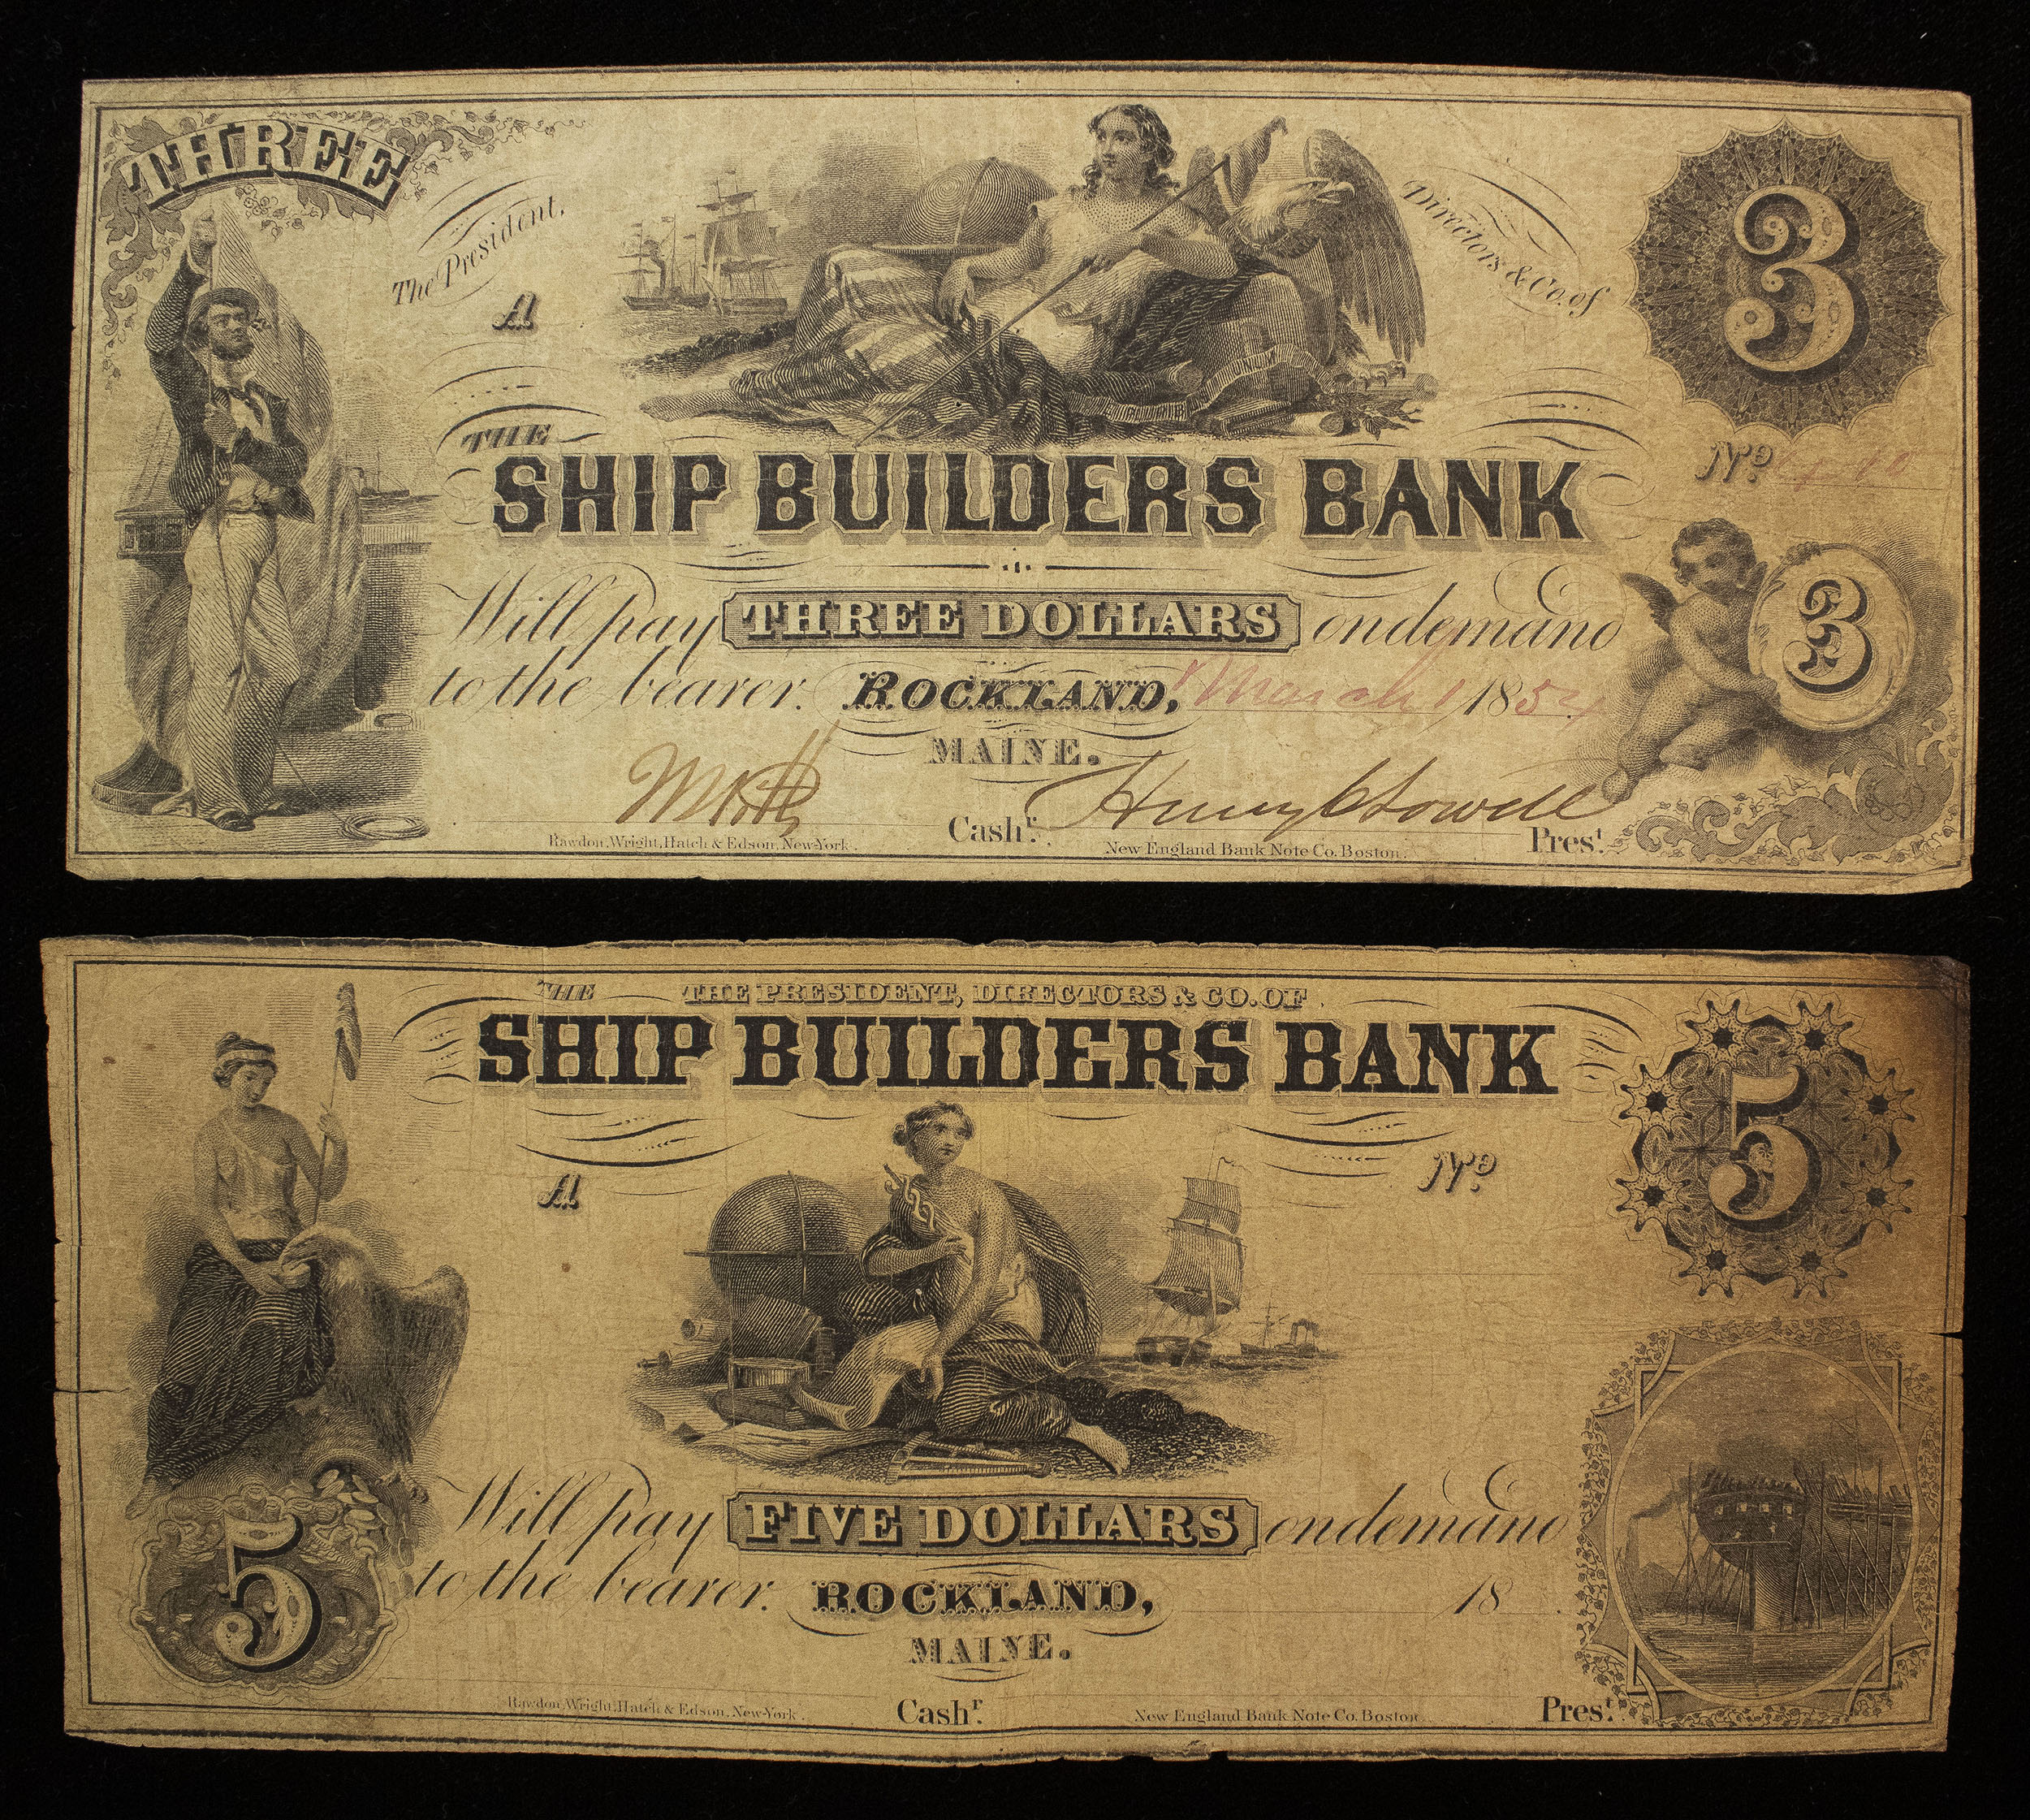 THREE
The President,
Directors & Co. of
3
A
UNUM
THE
SHIP BUILDERS BANK
No
3
Will pay THREE DOLLARS on demand
to the bearer. ROCKLAND, March 1 1854
MAINE.
Cashr.
Prest.
Rawdon, Wright, Hatch & Edson, New-York.
New England Bank Note Co. Boston.
THE
THE PRESIDENT, DIRECTORS & CO. OF
SHIP BUILDERS BANK
5
A
No
Will pay FIVE DOLLARS on demand
to the bearer. ROCKLAND, 18
5
MAINE.
Rawdon, Wright, Hatch & Edson, New-York.
Cashr.
New England Bank Note Co. Boston.
Prest.